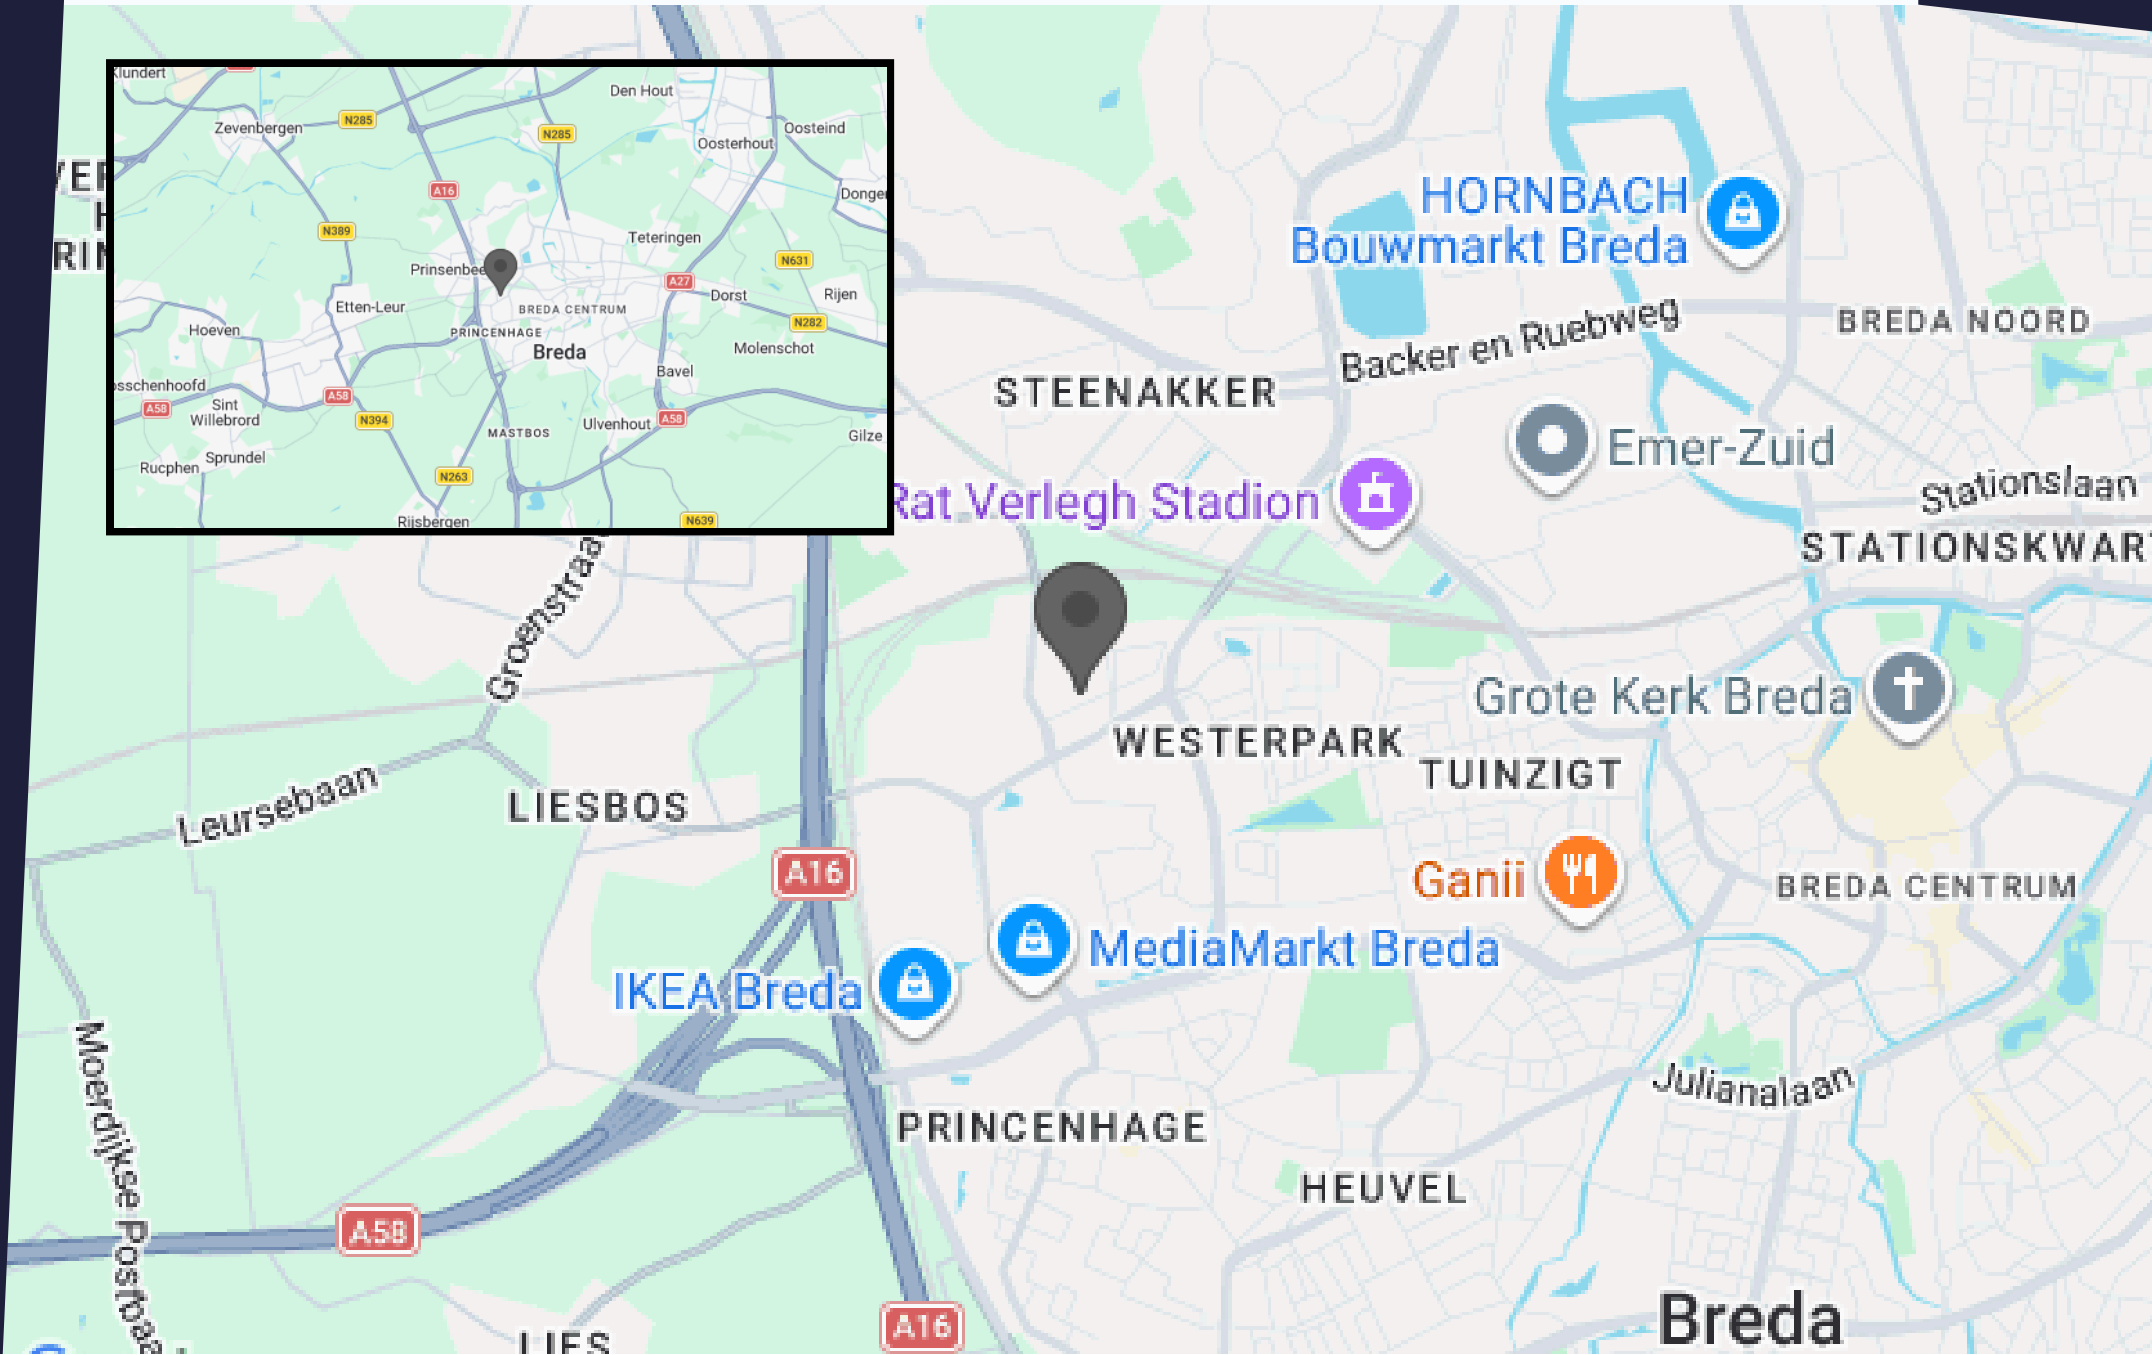 Klundert
Den Hout
N285
Zevenbergen
N285
Oosteind
Oosterhout
A16
Dongen
N389
Teteringen
Prinsenbee
N631
A27
Etten-Leur
BREDA CENTRUM
Dorst
Rijen
Hoeven
PRINCENHAGE
N282
Breda
Molenschot
Bavel
osschenhoofd
A58
A58
Sint
Willebrord
N394
Ulvenhout
A58
MASTBOS
Gilze
Rucphen
Sprundel
N263
Rijsbergen
N639
HORNBACH
Bouwmarkt Breda
Backer en Ruebweg
BREDA NOORD
STEENAKKER
Emer-Zuid
Rat Verlegh Stadion
Stationslaan
STATIONSKWAR
Groenstraa
Grote Kerk Breda
WESTERPARK
TUINZIGT
Leursebaan
LIESBOS
A16
Ganii
BREDA CENTRUM
MediaMarkt Breda
IKEA Breda
Julianalaan
PRINCENHAGE
HEUVEL
Moerdijkse Postbaa
A58
A16
Breda
LIES